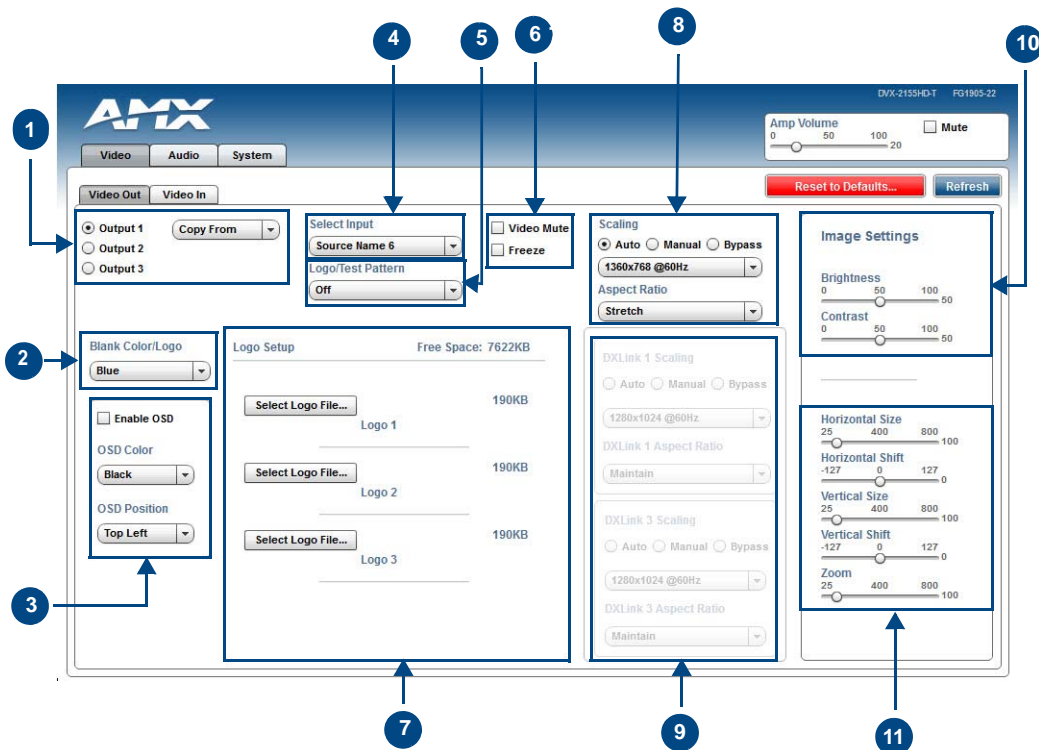 4
5
6
8
10
1
AMX
DVX-2155HD-T FG1905-22
Amp Volume
0 50 100
20
Mute
Video Audio System
Video Out Video In
Reset to Defaults... Refresh
Output 1
Output 2
Output 3
Copy From
Select Input
Source Name 6
Logo/Test Pattern
Off
Video Mute
Freeze
Scaling
Auto Manual Bypass
1360x768 @60Hz
Aspect Ratio
Stretch
Image Settings
Brightness
0 50 100
50
Contrast
0 50 100
50
2
Blank Color/Logo
Blue
Enable OSD
OSD Color
Black
OSD Position
Top Left
3
Logo Setup Free Space: 7622KB
Select Logo File... 190KB
Logo 1
Select Logo File... 190KB
Logo 2
Select Logo File... 190KB
Logo 3
7
DXLink 1 Scaling
Auto Manual Bypass
1280x1024 @60Hz
DXLink 1 Aspect Ratio
Maintain
DXLink 3 Scaling
Auto Manual Bypass
1280x1024 @60Hz
DXLink 3 Aspect Ratio
Maintain
9
Horizontal Size
25 400 800
100
Horizontal Shift
-127 0 127
0
Vertical Size
25 400 800
100
Vertical Shift
-127 0 127
0
Zoom
25 400 800
100
11